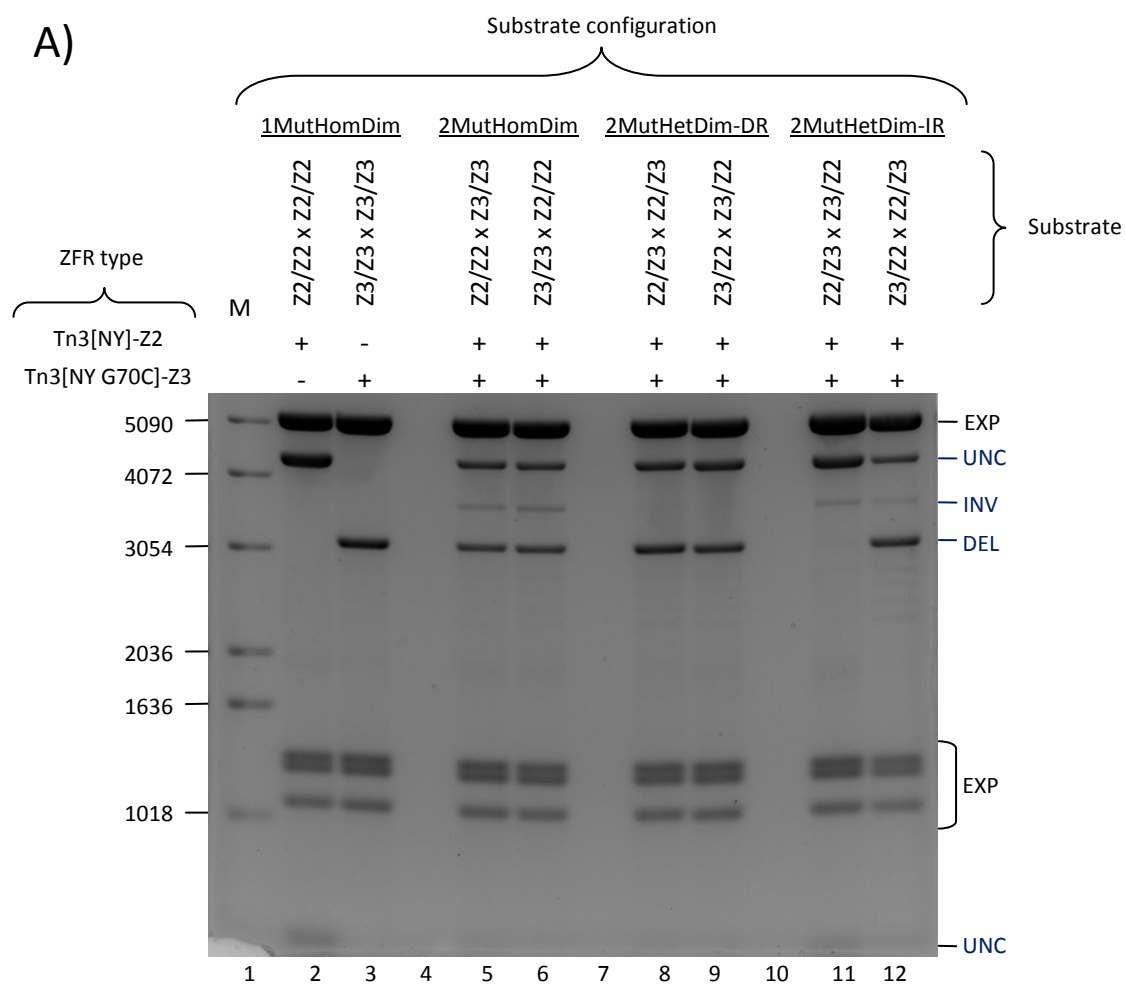 A)
Substrate configuration
1MutHomDim 2MutHomDim 2MutHetDim-DR 2MutHetDim-IR
Z2/Z2 x Z2/Z2
Z3/Z3 x Z3/Z3
Z2/Z2 x Z3/Z3
Z3/Z3 x Z2/Z2
Z2/Z3 x Z2/Z3
Z3/Z2 x Z3/Z2
Z2/Z3 x Z3/Z2
Z3/Z2 x Z2/Z3
Substrate
ZFR type
M
Tn3[NY]-Z2 + - + + + + + +
Tn3[NY G70C]-Z3 - + + + + + + +
5090 EXP
4072 UNC
INV
3054 DEL
2036
1636
1018 EXP
UNC
1 2 3 4 5 6 7 8 9 10 11 12